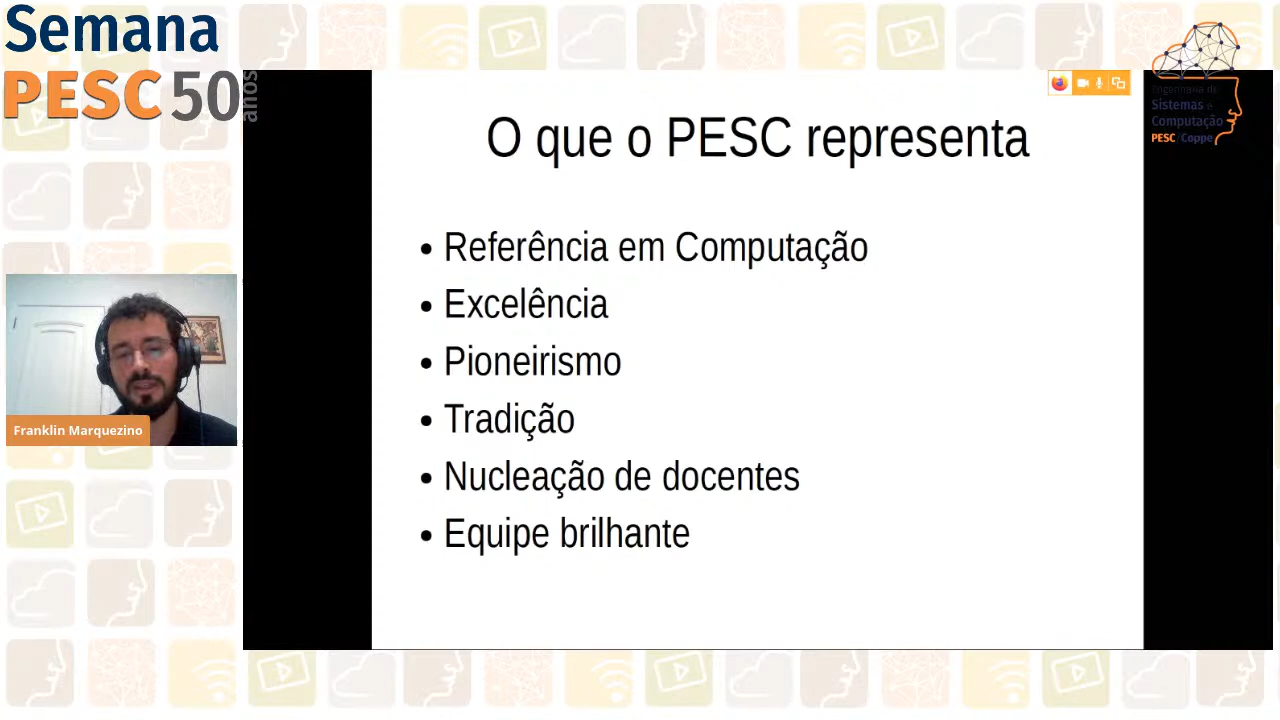 Semana
PESC 50
anos
O que o PESC representa
• Referência em Computação
• Excelência
• Pioneirismo
• Tradição
• Nucleação de docentes
• Equipe brilhante
Franklin Marquezino
Engenharia de
Sistemas e
Computação
PESC/Coppe